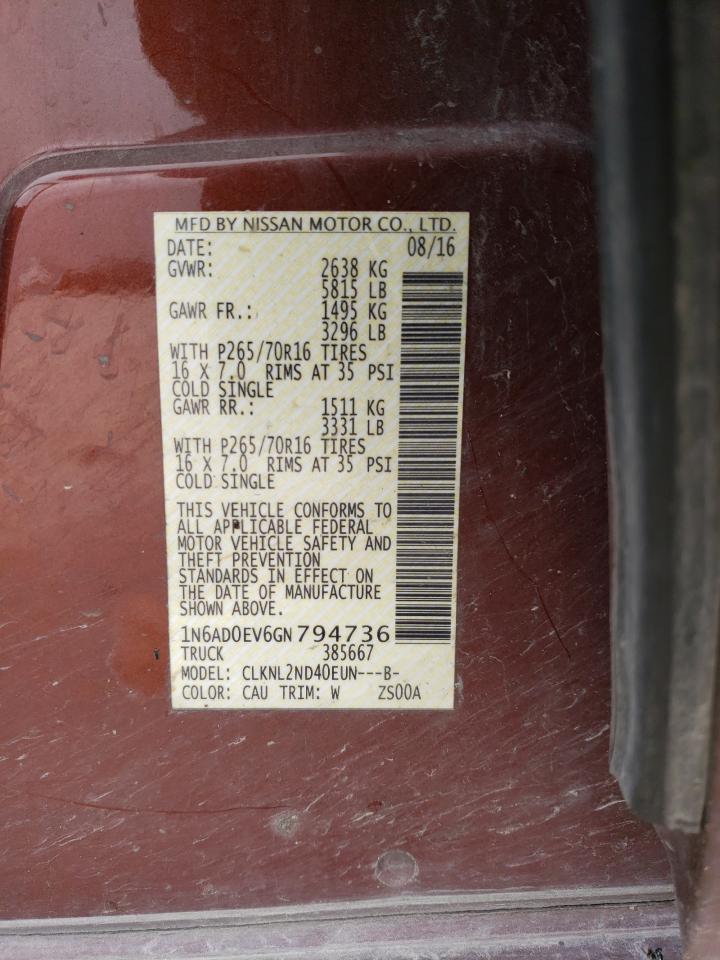 MFD BY NISSAN MOTOR CO., LTD.
DATE: 08/16
GVWR: 2638 KG
5815 LB
GAWR FR.: 1495 KG
3296 LB
WITH P265/70R16 TIRES
16 X 7.0 RIMS AT 35 PSI
COLD SINGLE
GAWR RR.: 1511 KG
3331 LB
WITH P265/70R16 TIRES
16 X 7.0 RIMS AT 35 PSI
COLD SINGLE
THIS VEHICLE CONFORMS TO
ALL APPLICABLE FEDERAL
MOTOR VEHICLE SAFETY AND
THEFT PREVENTION
STANDARDS IN EFFECT ON
THE DATE OF MANUFACTURE
SHOWN ABOVE.
1N6AD0EV6GN794736
TRUCK 385667
MODEL: CLKNL2ND40EUN---B-
COLOR: CAU TRIM: W ZS00A